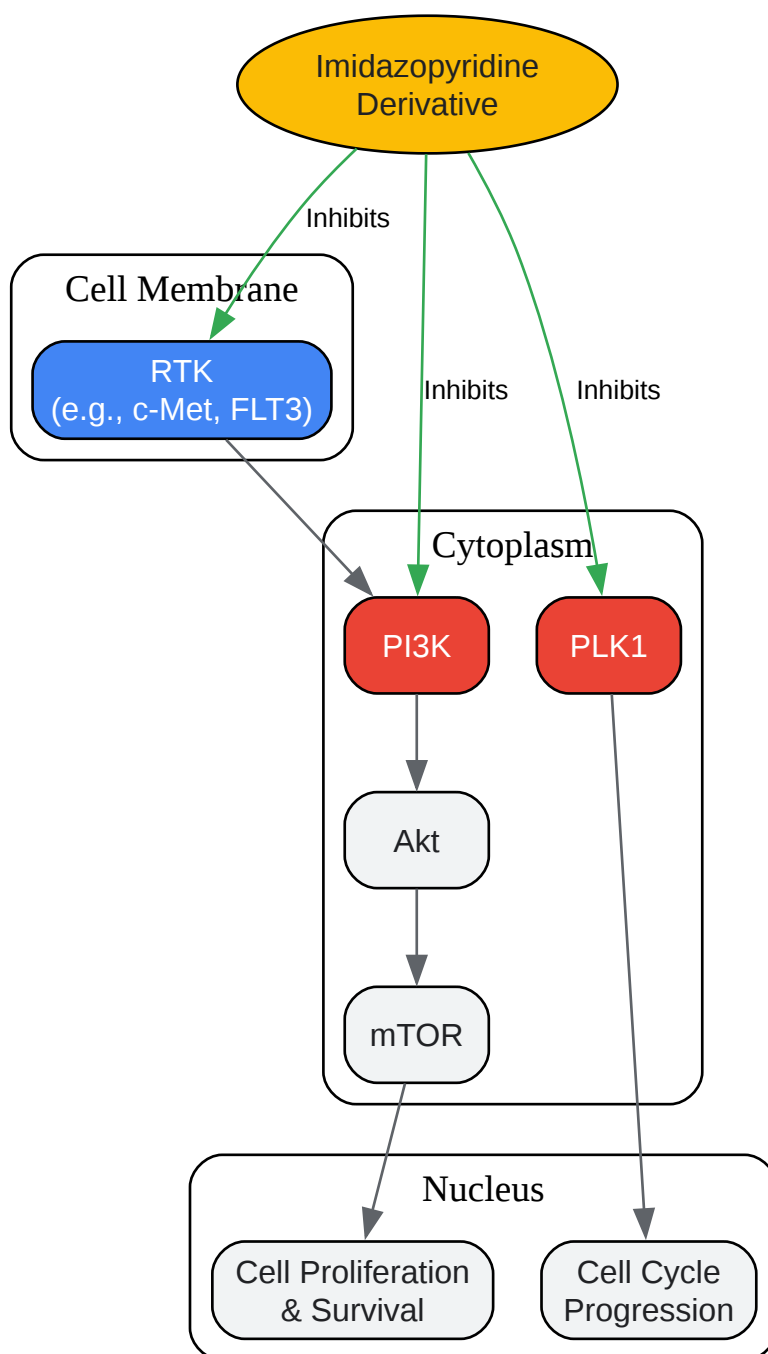 Imidazopyridine
Derivative
Inhibits
Cell Membrane
RTK
(e.g., c-Met, FLT3)
Inhibits
Inhibits
Cytoplasm
PI3K
PLK1
Akt
mTOR
Nucleus
Cell Proliferation
& Survival
Cell Cycle
Progression